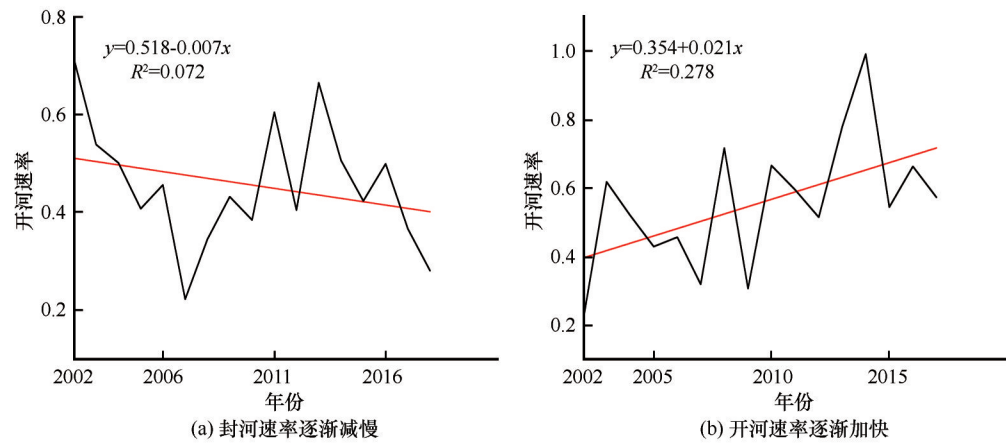 0.8
y=0.518-0.007x
R²=0.072
0.6
0.4
0.2
开河速率
2002
2006
2011
2016
年份
(a) 封河速率逐渐减慢
1.0
y=0.354+0.021x
R²=0.278
0.8
0.6
0.4
0.2
开河速率
2002
2005
2010
2015
年份
(b) 开河速率逐渐加快